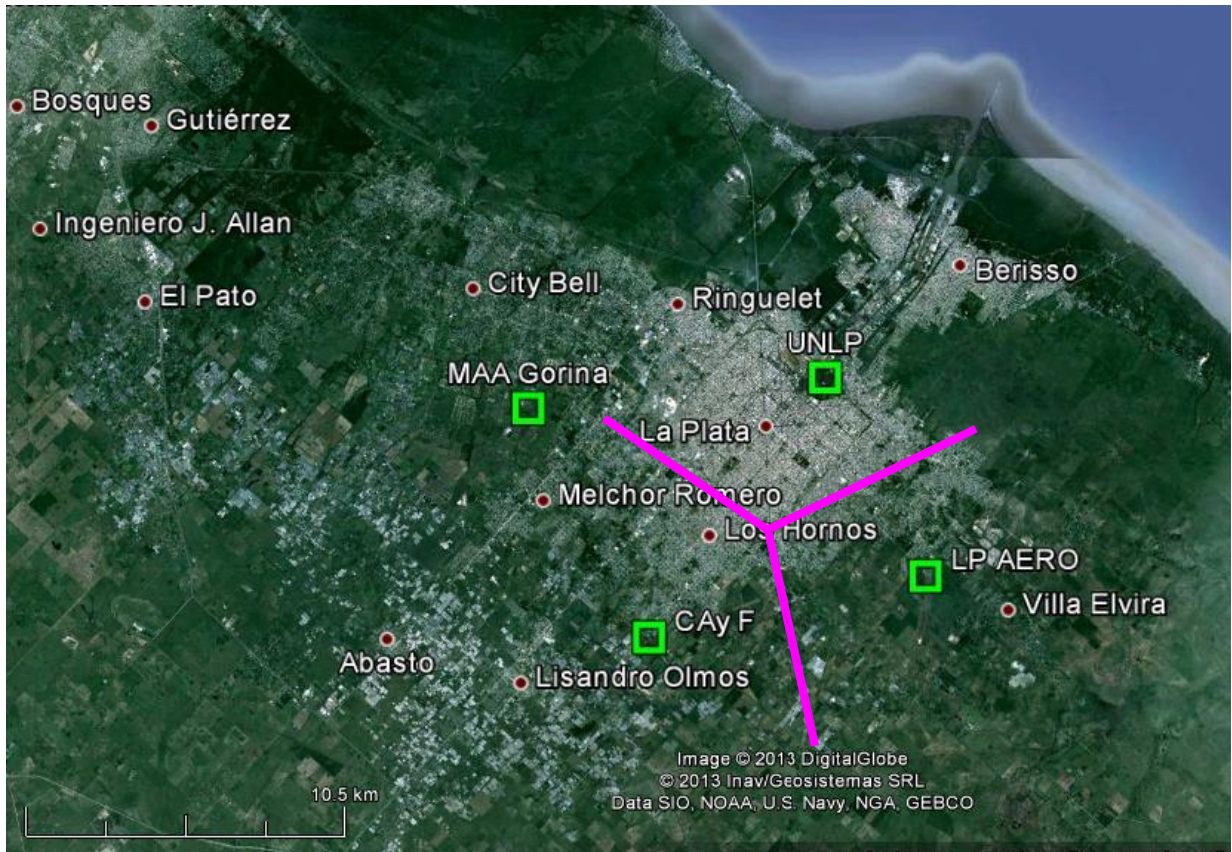 Bosques
Gutiérrez
Ingeniero J. Allan
El Pato
City Bell
Ringuelet
Berisso
UNLP
MAA Gorina
La Plata
Melchor Romero
Los Hornos
LP AERO
Villa Elvira
CAy F
Abasto
Lisandro Olmos
Image © 2013 DigitalGlobe
© 2013 Inav/Geosistemas SRL
Data SIO, NOAA, U.S. Navy, NGA, GEBCO
10.5 km